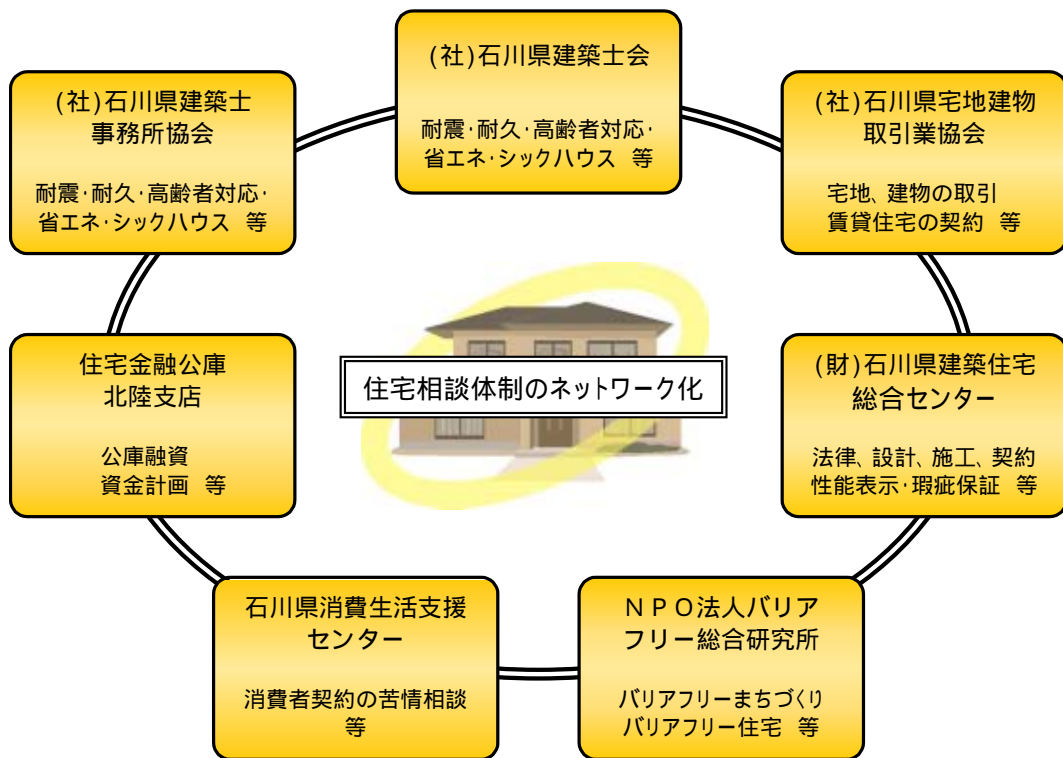 (社)石川県建築士会
耐震･耐久･高齢者対応･
省エネ･シックハウス 等
(社)石川県建築士
事務所協会
耐震･耐久･高齢者対応･
省エネ･シックハウス 等
(社)石川県宅地建物
取引業協会
宅地、建物の取引
賃貸住宅の契約 等
住宅金融公庫
北陸支店
公庫融資
資金計画 等
住宅相談体制のネットワーク化
(財)石川県建築住宅
総合センター
法律、設計、施工、契約
性能表示･瑕疵保証 等
石川県消費生活支援
センター
消費者契約の苦情相談
等
ＮＰＯ法人バリア
フリー総合研究所
バリアフリーまちづくり
バリアフリー住宅 等